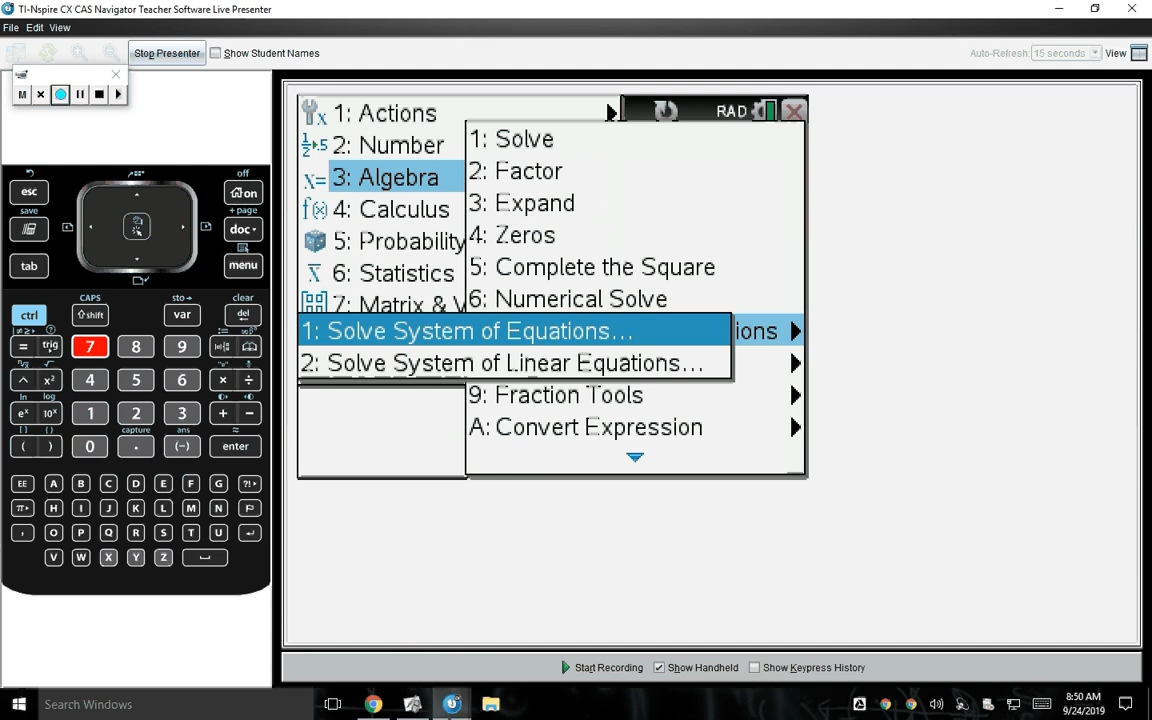 TI-Nspire CX CAS Navigator Teacher Software Live Presenter
File Edit View
Stop Presenter Show Student Names
Auto-Refresh: 15 seconds View
M
1: Actions
2: Number
3: Algebra
4: Calculus
5: Probability
6: Statistics
7: Matrix & V
RAD
1: Solve
2: Factor
3: Expand
4: Zeros
5: Complete the Square
6: Numerical Solve
ions
1: Solve System of Equations...
2: Solve System of Linear Equations...
9: Fraction Tools
A: Convert Expression
off
esc on
save + page
doc
tab menu
CAPS sto→ clear
ctrl shift var del
= trig 7 8 9
^ x² 4 5 6 × ÷
ln log
eˣ 10ˣ 1 2 3 + −
[ ] { } capture ans ≈
( ) 0 . (−) enter
EE A B C D E F G ?!
π H I J K L M N
, O P Q R S T U
V W X Y Z
Start Recording Show Handheld Show Keypress History
Search Windows
8:50 AM
9/24/2019